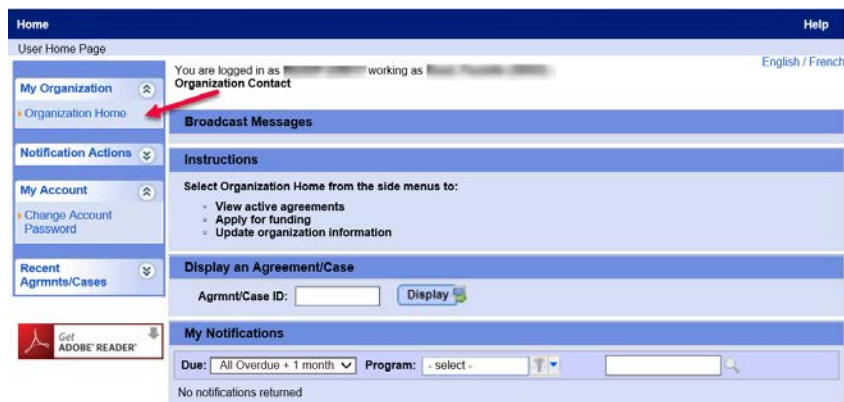 Home
Help
User Home Page
English / French
You are logged in as working as
Organization Contact
My Organization
Organization Home
Notification Actions
My Account
Change Account
Password
Recent
Agrmnts/Cases
Get
ADOBE® READER®
Broadcast Messages
Instructions
Select Organization Home from the side menus to:
View active agreements
Apply for funding
Update organization information
Display an Agreement/Case
Agrmnt/Case ID:
Display
My Notifications
Due: All Overdue + 1 month Program: - select -
No notifications returned